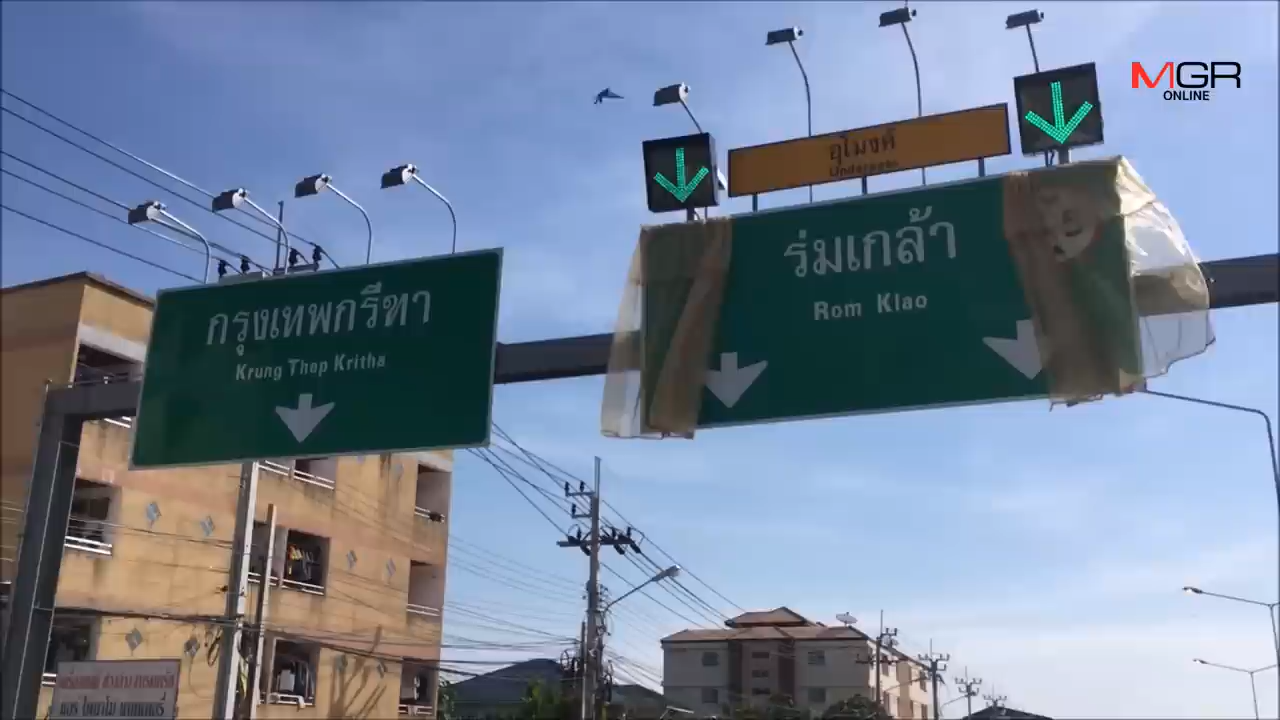 MGR
ONLINE
อุโมงค์
Underpass
ร่มเกล้า
Rom Klao
กรุงเทพกรีฑา
Krung Thep Kritha